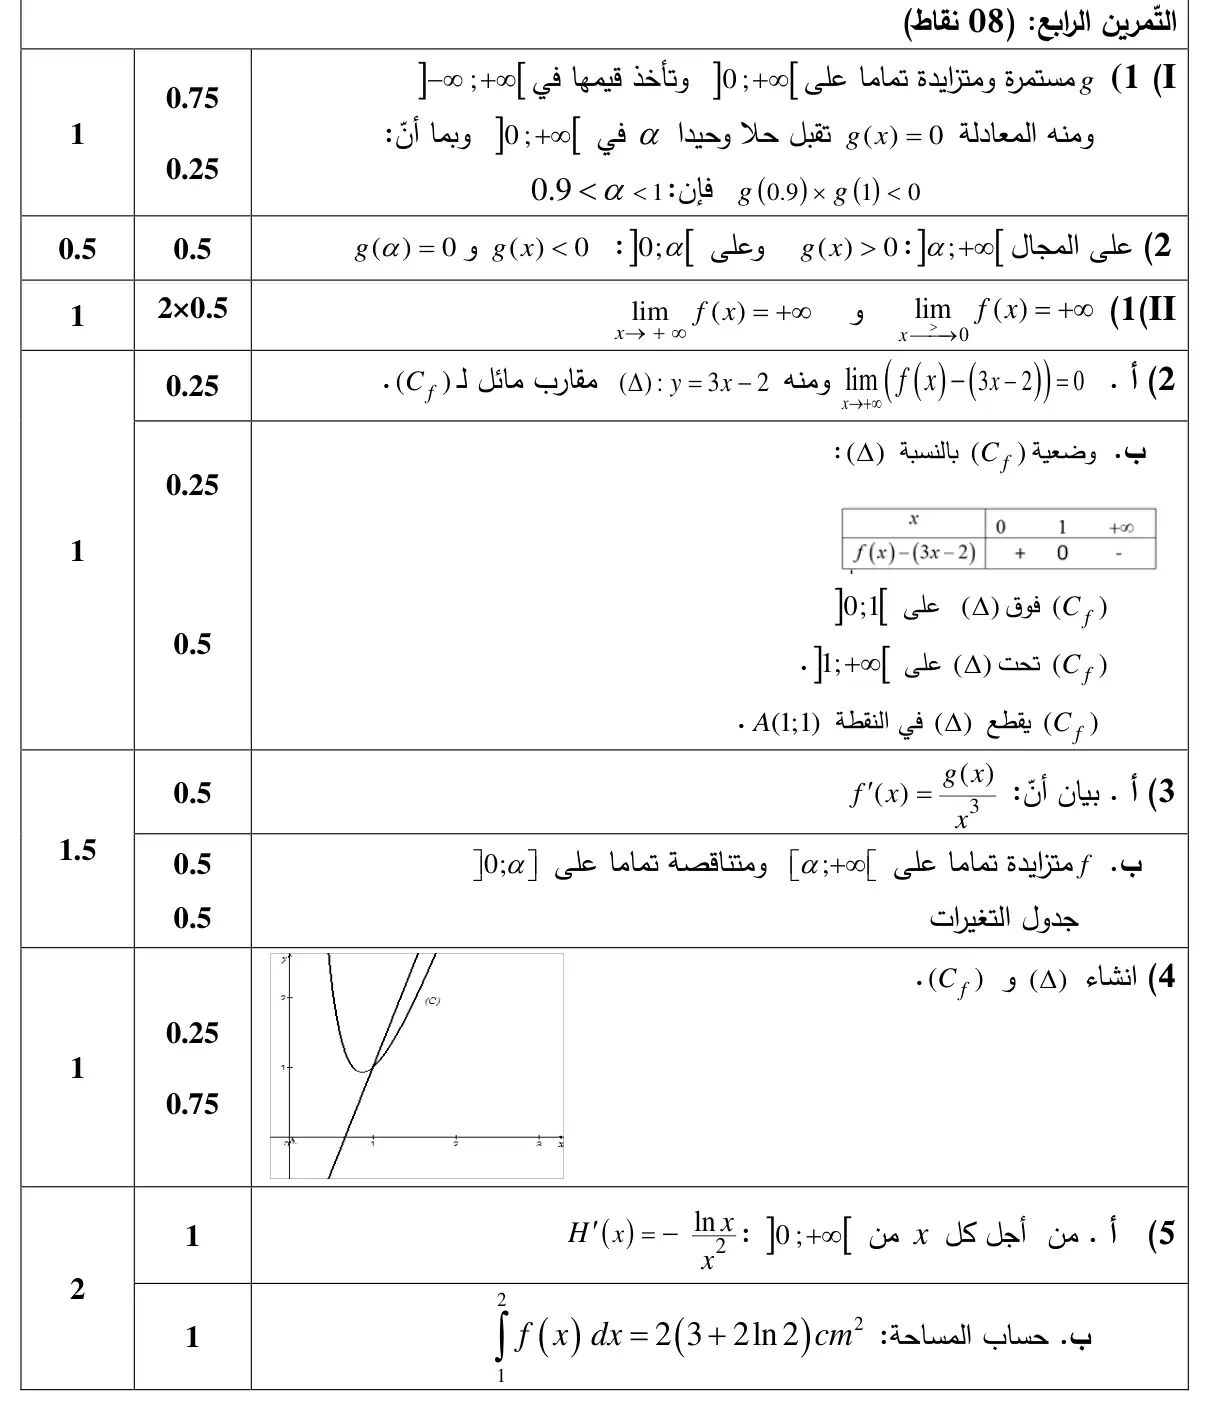 التّمرين الرابع: (08 نقاط)
I) 1) g مستمرة ومتزايدة تماما على ]0;+∞[ وتأخذ قيمها في ]-∞;+∞[
ومنه المعادلة g(x) = 0 تقبل حلا وحيدا α في ]0;+∞[ وبما أنّ:
g(0.9)×g(1) < 0 فإن: 0.9 < α < 1
0.75
0.25
1
2) على المجال ]α;+∞[: g(x) > 0 وعلى ]0;α[: g(x) < 0 و g(α) = 0
0.5
0.5
II)1) lim f(x) = +∞ و lim f(x) = +∞
x→0 > x→ + ∞
2×0.5
1
2) أ . lim(f(x)-(3x-2)) = 0 ومنه (Δ): y = 3x-2 مقارب مائل لـ (C_f).
x→+∞
0.25
ب. وضعية (C_f) بالنسبة (Δ):
x 0 1 +∞
f(x)-(3x-2) + 0 -
(C_f) فوق (Δ) على ]0;1[
(C_f) تحت (Δ) على ]1;+∞[.
(C_f) يقطع (Δ) في النقطة A(1;1).
0.25
0.5
1
3) أ . بيان أنّ: f′(x) = g(x)/x³
0.5
ب. f متزايدة تماما على [α;+∞[ ومتناقصة تماما على ]0;α]
جدول التغيرات
0.5
0.5
1.5
4) انشاء (Δ) و (C_f).
y
2
(C)
1
1 2 3 x
0.25
0.75
1
5) أ . من أجل كل x من ]0;+∞[: H′(x) = - ln x/x²
1
ب. حساب المساحة: ∫₁² f(x) dx = 2(3+2ln2)cm²
1
2